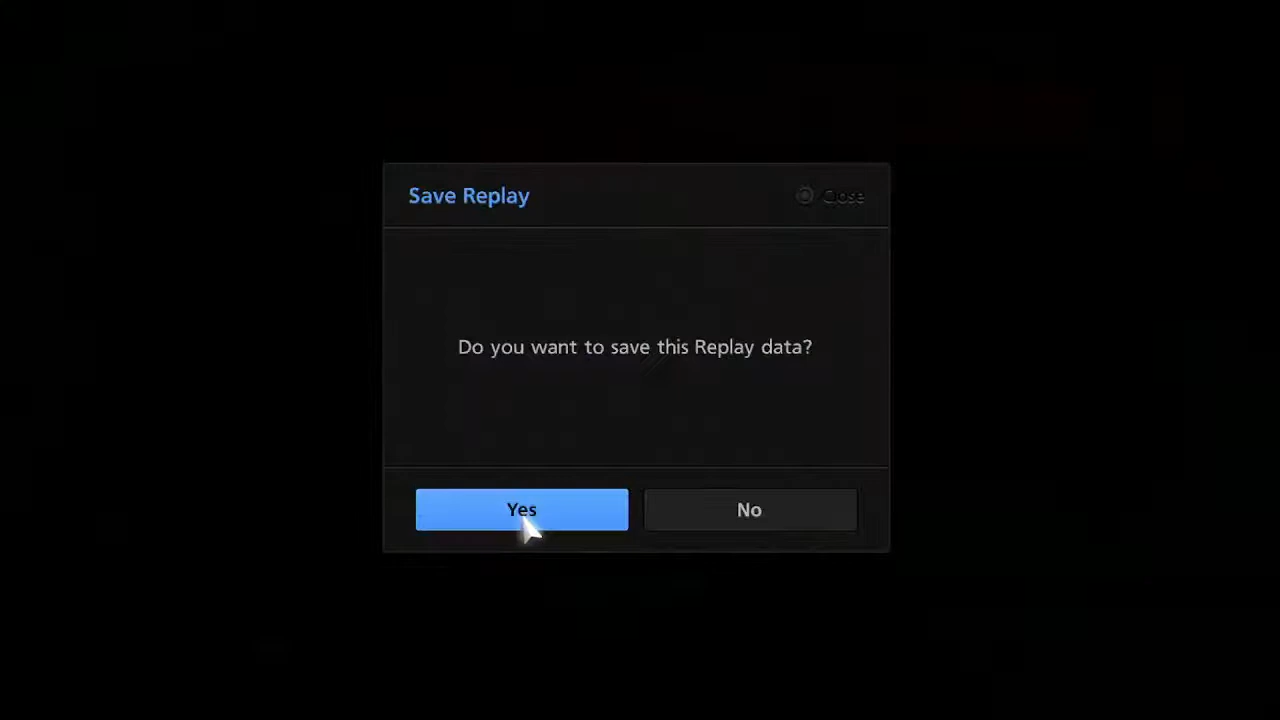 Save Replay
Close
Do you want to save this Replay data?
Yes
No